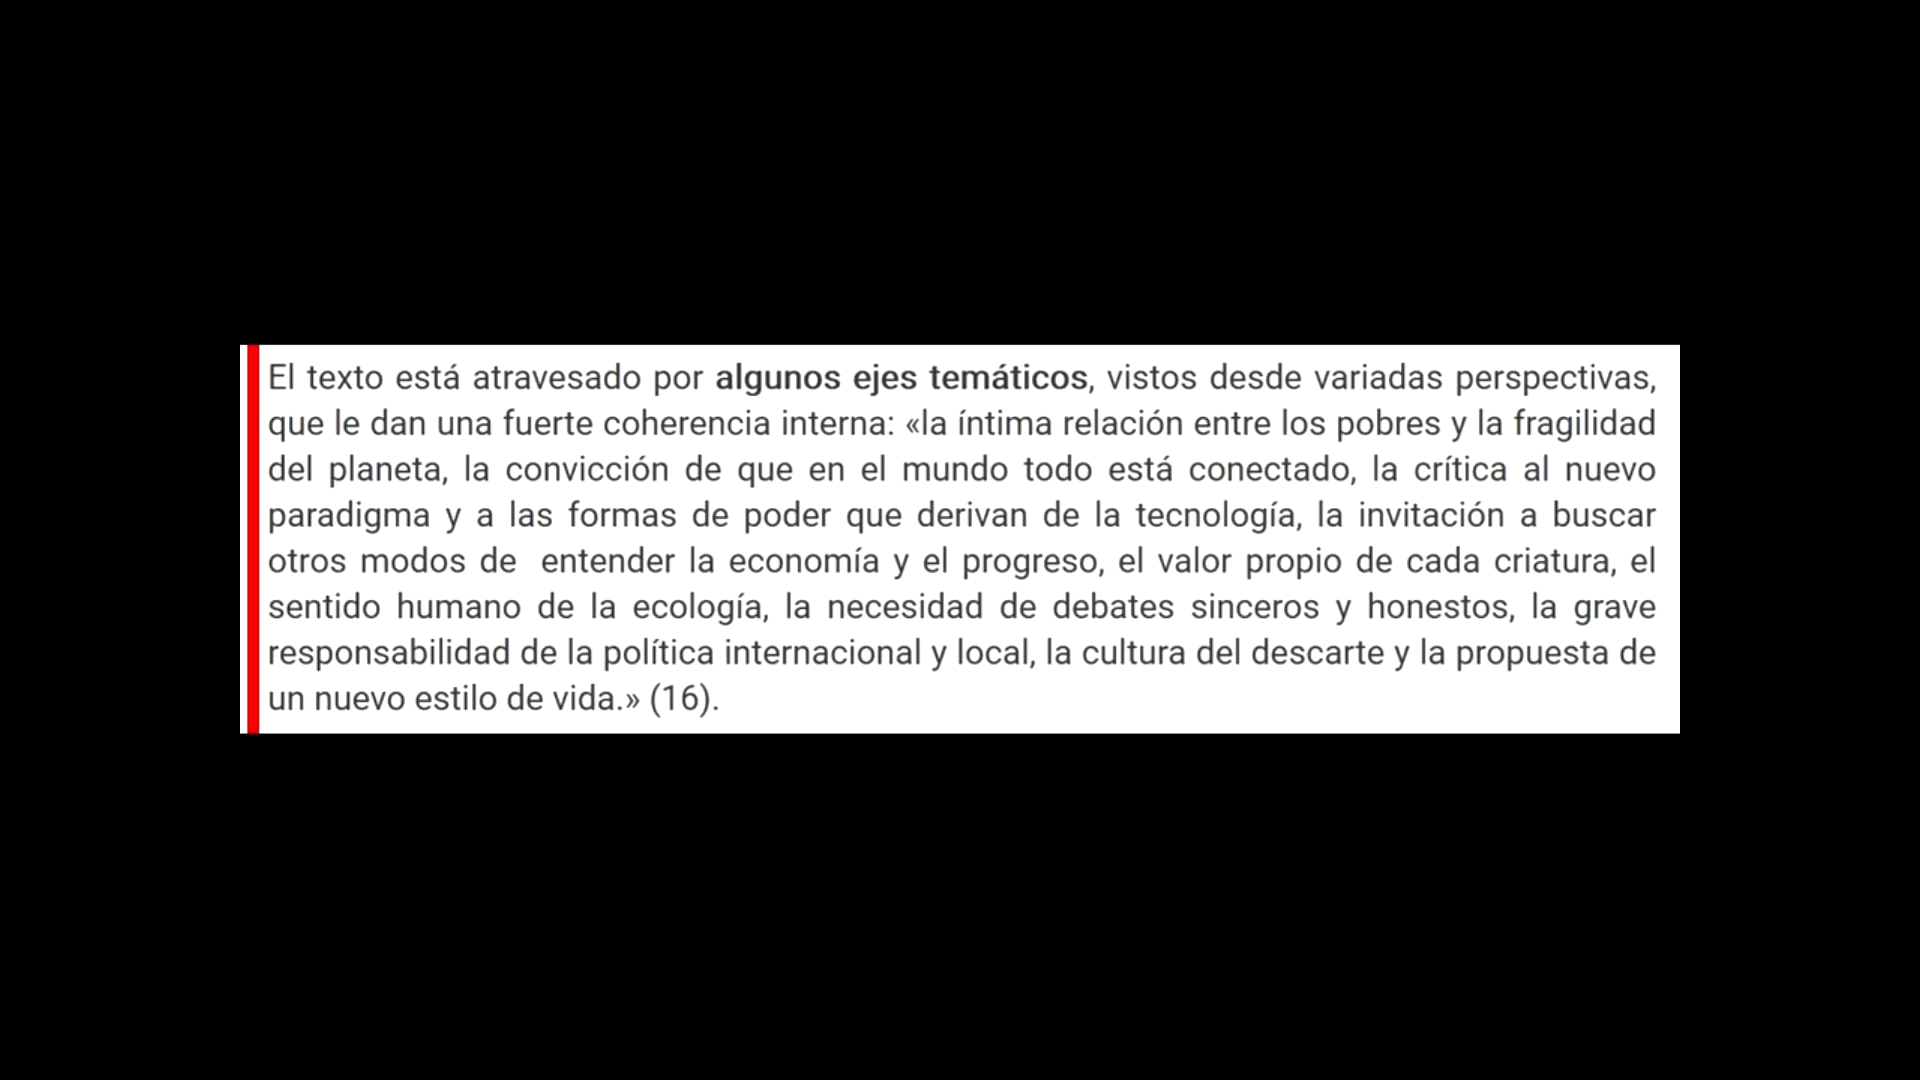 El texto está atravesado por algunos ejes temáticos, vistos desde variadas perspectivas,
que le dan una fuerte coherencia interna: «la íntima relación entre los pobres y la fragilidad
del planeta, la convicción de que en el mundo todo está conectado, la crítica al nuevo
paradigma y a las formas de poder que derivan de la tecnología, la invitación a buscar
otros modos de entender la economía y el progreso, el valor propio de cada criatura, el
sentido humano de la ecología, la necesidad de debates sinceros y honestos, la grave
responsabilidad de la política internacional y local, la cultura del descarte y la propuesta de
un nuevo estilo de vida.» (16).